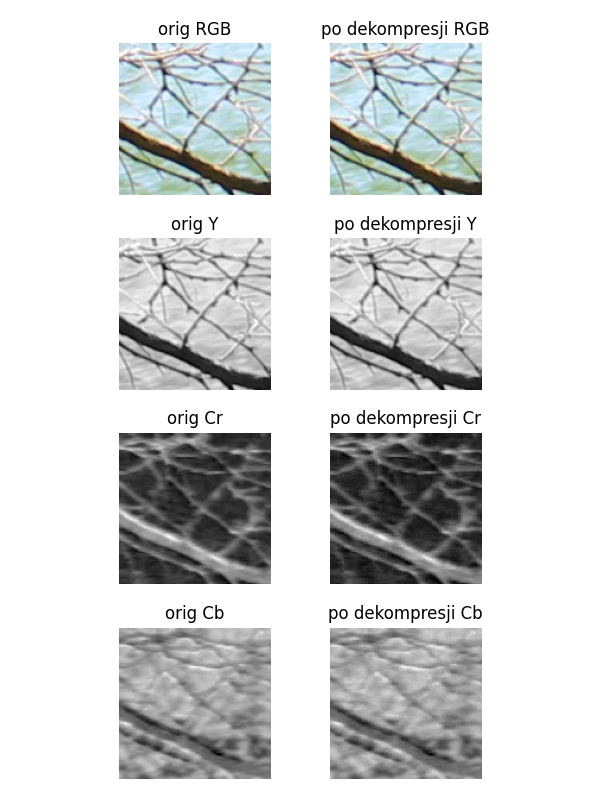 orig RGB
po dekompresji RGB
orig Y
po dekompresji Y
orig Cr
po dekompresji Cr
orig Cb
po dekompresji Cb